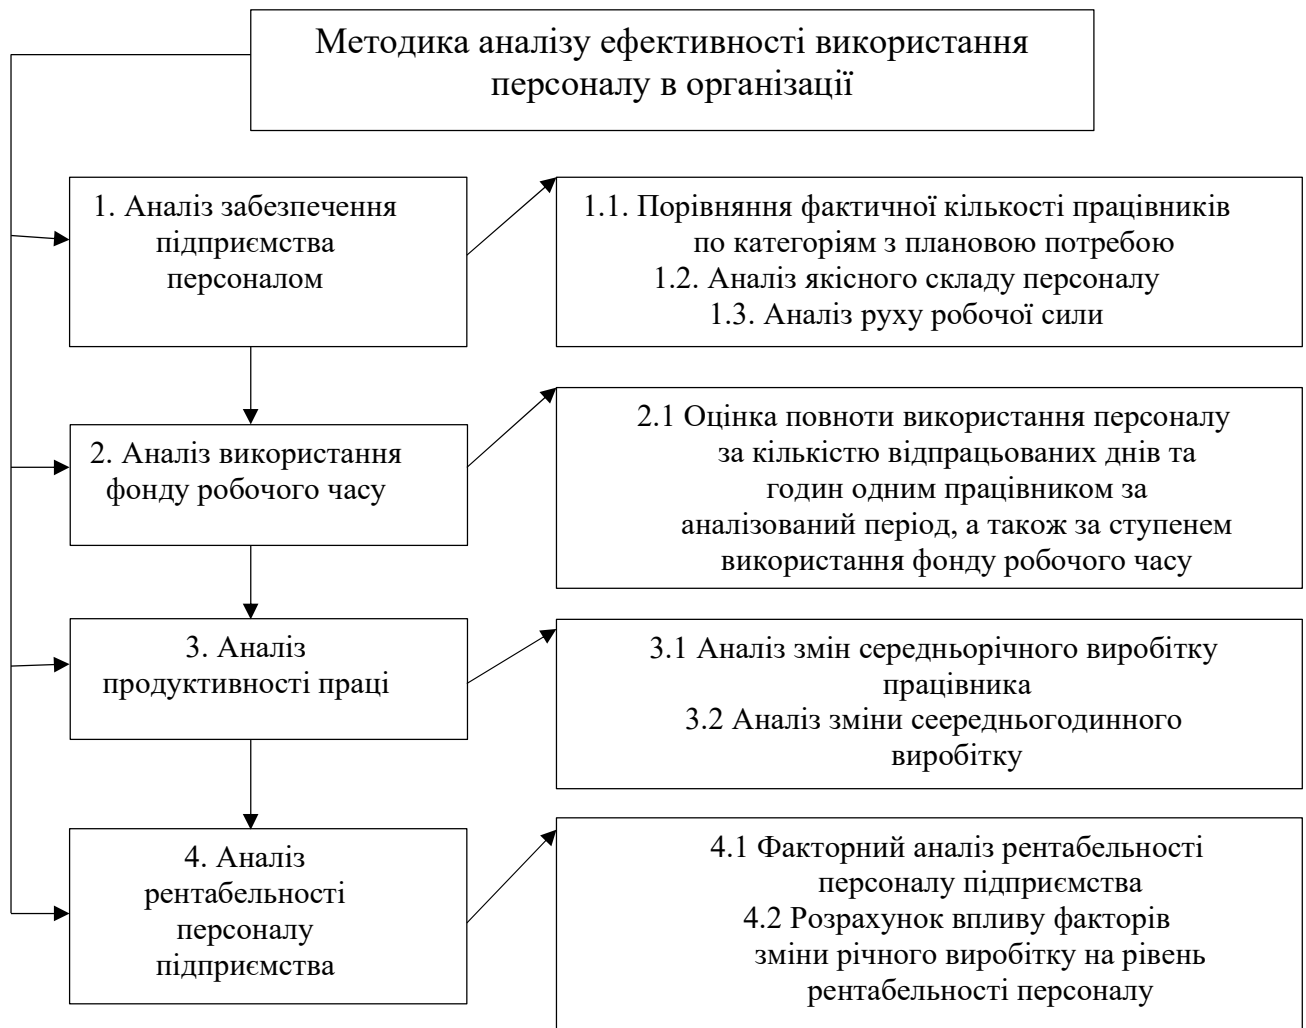 Методика аналізу ефективності використання
персоналу в організації
1. Аналіз забезпечення
підприємства
персоналом
1.1. Порівняння фактичної кількості працівників
по категоріям з плановою потребою
1.2. Аналіз якісного складу персоналу
1.3. Аналіз руху робочої сили
2. Аналіз використання
фонду робочого часу
2.1 Оцінка повноти використання персоналу
за кількістю відпрацьованих днів та
годин одним працівником за
аналізований період, а також за ступенем
використання фонду робочого часу
3. Аналіз
продуктивності праці
3.1 Аналіз змін середньорічного виробітку
працівника
3.2 Аналіз зміни сеередньогодинного
виробітку
4. Аналіз
рентабельності
персоналу
підприємства
4.1 Факторний аналіз рентабельності
персоналу підприємства
4.2 Розрахунок впливу факторів
зміни річного виробітку на рівень
рентабельності персоналу